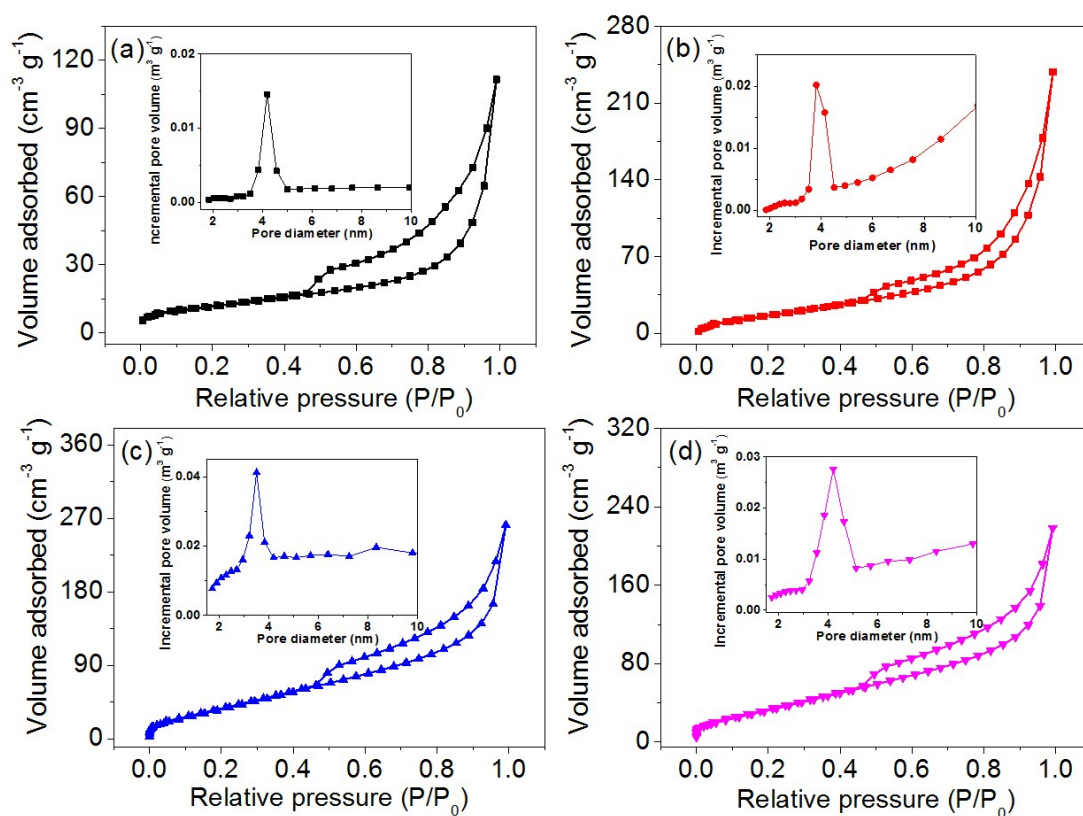 (a)
Volume adsorbed (cm⁻³ g⁻¹)
120
90
60
30
0
0.0 0.2 0.4 0.6 0.8 1.0
Relative pressure (P/P₀)
ncremental pore volume (m³ g⁻¹)
0.02
0.01
0.00
2 4 6 8 10
Pore diameter (nm)
(b)
Volume adsorbed (cm⁻³ g⁻¹)
280
210
140
70
0
0.0 0.2 0.4 0.6 0.8 1.0
Relative pressure (P/P₀)
Incremental pore volume (m³ g⁻¹)
0.02
0.01
0.00
2 4 6 8 10
Pore diameter (nm)
(c)
Volume adsorbed (cm⁻³ g⁻¹)
360
270
180
90
0
0.0 0.2 0.4 0.6 0.8 1.0
Relative pressure (P/P₀)
Incremental pore volume (m³ g⁻¹)
0.04
0.02
0.00
2 4 6 8 10
Pore diameter (nm)
(d)
Volume adsorbed (cm⁻³ g⁻¹)
320
240
160
80
0
0.0 0.2 0.4 0.6 0.8 1.0
Relative pressure (P/P₀)
Incremental pore volume (m³ g⁻¹)
0.03
0.02
0.01
0.00
2 4 6 8 10
Pore diameter (nm)